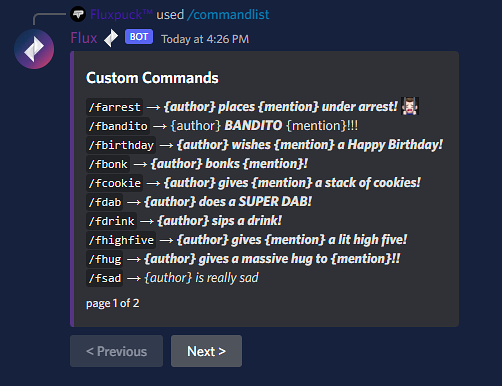 Fluxpuck™ used /commandlist
Flux BOT Today at 4:26 PM
Custom Commands
/farrest → {author} places {mention} under arrest!
/fbandito → {author} BANDITO {mention}!!!
/fbirthday → {author} wishes {mention} a Happy Birthday!
/fbonk → {author} bonks {mention}!
/fcookie → {author} gives {mention} a stack of cookies!
/fdab → {author} does a SUPER DAB!
/fdrink → {author} sips a drink!
/fhighfive → {author} gives {mention} a lit high five!
/fhug → {author} gives a massive hug to {mention}!!
/fsad → {author} is really sad
page 1 of 2
< Previous Next >